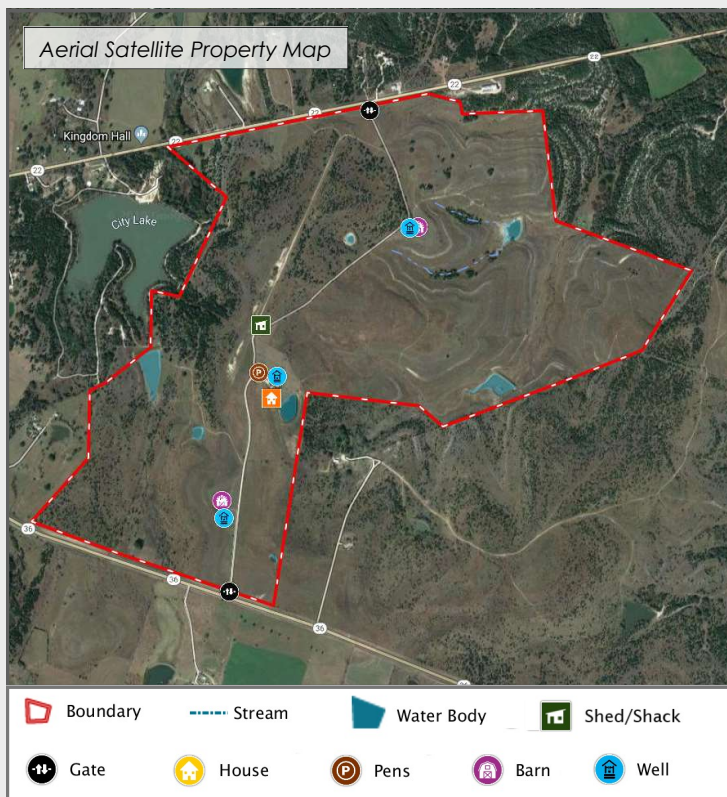 Aerial Satellite Property Map
22
22
22
Kingdom Hall
22
22
City Lake
P
36
36
36
Boundary
Stream
Water Body
Shed/Shack
Gate
House
P
Pens
Barn
Well